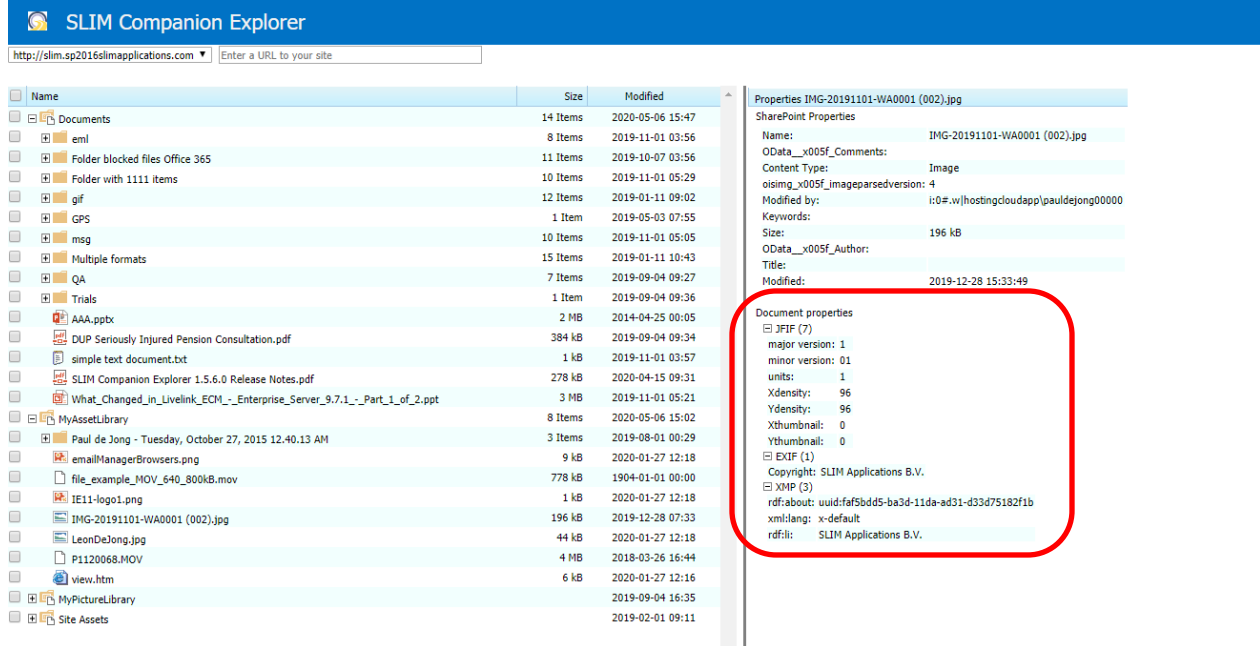 SLIM Companion Explorer
http://slim.sp2016slimapplications.com Enter a URL to your site
Name Size Modified
Documents 14 Items 2020-05-06 15:47
eml 8 Items 2019-11-01 03:56
Folder blocked files Office 365 11 Items 2019-10-07 03:56
Folder with 1111 items 10 Items 2019-11-01 05:29
gif 12 Items 2019-01-11 09:02
GPS 1 Item 2019-05-03 07:55
msg 10 Items 2019-11-01 05:05
Multiple formats 15 Items 2019-01-11 10:43
QA 7 Items 2019-09-04 09:27
Trials 1 Item 2019-09-04 09:36
AAA.pptx 2 MB 2014-04-25 00:05
DUP Seriously Injured Pension Consultation.pdf 384 kB 2019-09-04 09:34
simple text document.txt 1 kB 2019-11-01 03:57
SLIM Companion Explorer 1.5.6.0 Release Notes.pdf 278 kB 2020-04-15 09:31
What_Changed_in_Livelink_ECM_-_Enterprise_Server_9.7.1_-_Part_1_of_2.ppt 3 MB 2019-11-01 05:21
MyAssetLibrary 8 Items 2020-05-06 15:02
Paul de Jong - Tuesday, October 27, 2015 12.40.13 AM 3 Items 2019-08-01 00:29
emailManagerBrowsers.png 9 kB 2020-01-27 12:18
file_example_MOV_640_800kB.mov 778 kB 1904-01-01 00:00
IE11-logo1.png 1 kB 2020-01-27 12:18
IMG-20191101-WA0001 (002).jpg 196 kB 2019-12-28 07:33
LeonDeJong.jpg 44 kB 2020-01-27 12:18
P1120068.MOV 4 MB 2018-03-26 16:44
view.htm 6 kB 2020-01-27 12:16
MyPictureLibrary 2019-09-04 16:35
Site Assets 2019-02-01 09:11
Properties IMG-20191101-WA0001 (002).jpg
SharePoint Properties
Name: IMG-20191101-WA0001 (002).jpg
OData__x005f_Comments:
Content Type: Image
oisimg_x005f_imageparsedversion: 4
Modified by: i:0#.w|hostingcloudapp\pauldejong00000
Keywords:
Size: 196 kB
OData__x005f_Author:
Title:
Modified: 2019-12-28 15:33:49
Document properties
JFIF (7)
major version: 1
minor version: 01
units: 1
Xdensity: 96
Ydensity: 96
Xthumbnail: 0
Ythumbnail: 0
EXIF (1)
Copyright: SLIM Applications B.V.
XMP (3)
rdf:about: uuid:faf5bdd5-ba3d-11da-ad31-d33d75182f1b
xml:lang: x-default
rdf:li: SLIM Applications B.V.